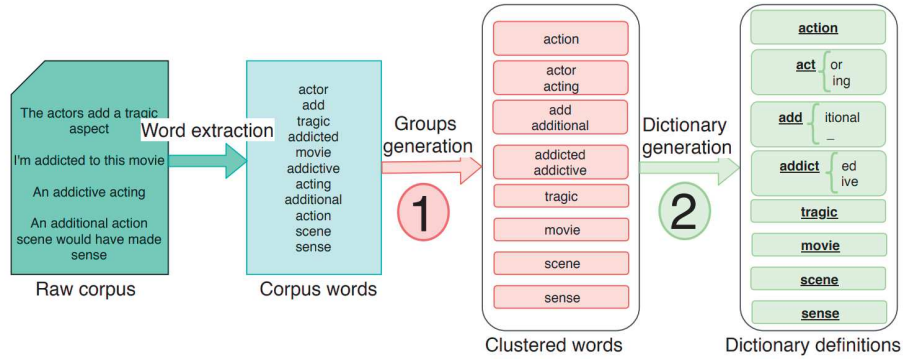 The actors add a tragic
aspect
I'm addicted to this movie
An addictive acting
An additional action
scene would have made
sense
Raw corpus
Word extraction
actor
add
tragic
addicted
movie
addictive
acting
additional
action
scene
sense
Corpus words
Groups
generation
1
action
actor
acting
add
additional
addicted
addictive
tragic
movie
scene
sense
Clustered words
Dictionary
generation
2
action
act { or
ing
add { itional
_
addict { ed
ive
tragic
movie
scene
sense
Dictionary definitions